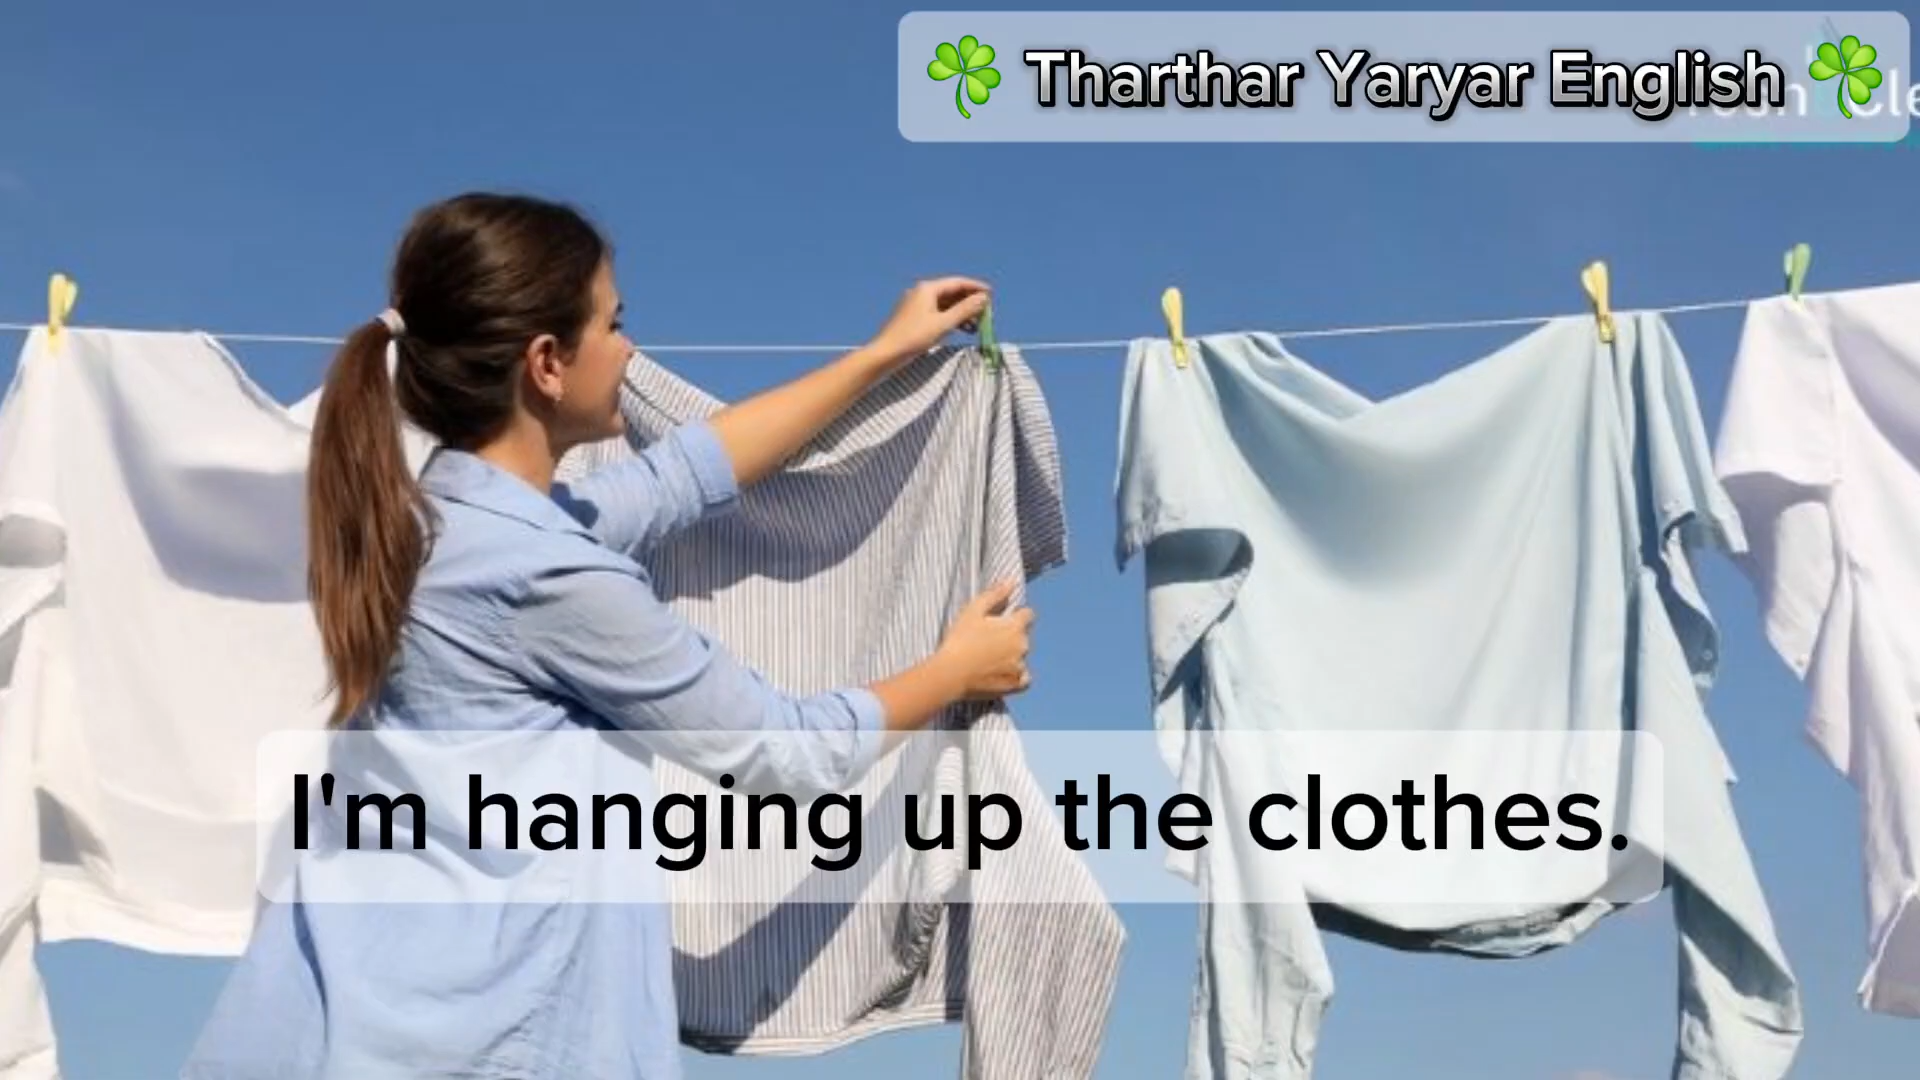 ☘️ Tharthar Yaryar English ☘️
I'm hanging up the clothes.